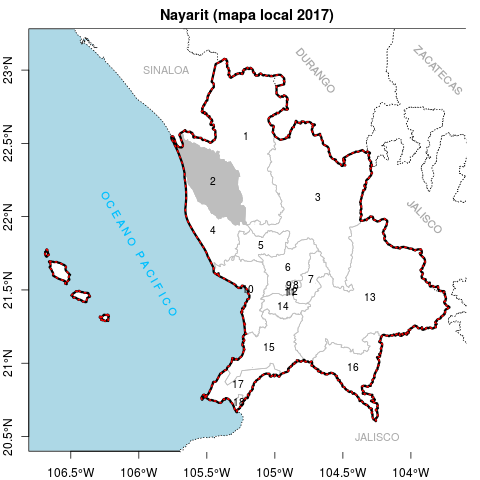 Nayarit (mapa local 2017)
SINALOA
DURANGO
ZACATECAS
JALISCO
OCEANO PACIFICO
JALISCO
1
2
3
4
5
6
7
9
8
12
10
13
14
15
16
17
18
23°N
22.5°N
22°N
21.5°N
21°N
20.5°N
106.5°W
106°W
105.5°W
105°W
104.5°W
104°W